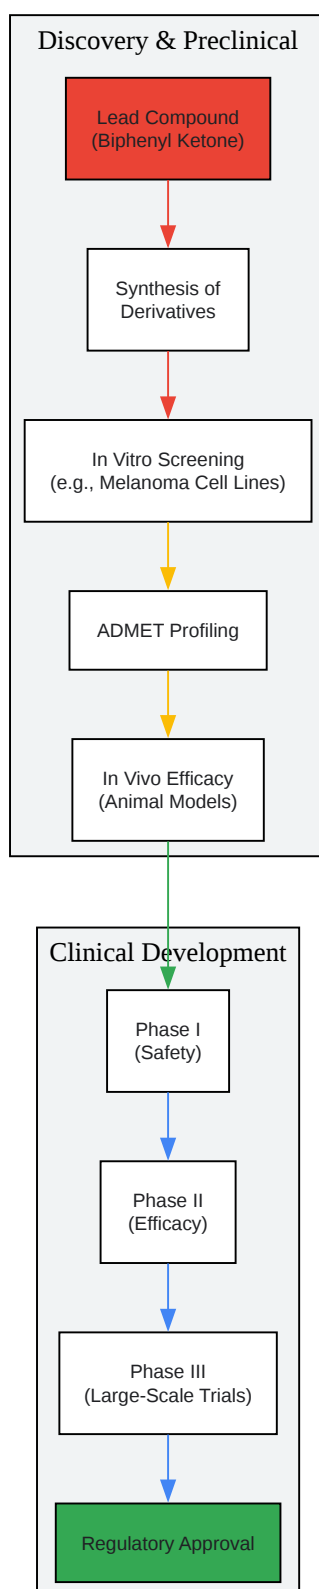 Discovery & Preclinical
Lead Compound
(Biphenyl Ketone)
Synthesis of
Derivatives
In Vitro Screening
(e.g., Melanoma Cell Lines)
ADMET Profiling
In Vivo Efficacy
(Animal Models)
Clinical Development
Phase I
(Safety)
Phase II
(Efficacy)
Phase III
(Large-Scale Trials)
Regulatory Approval